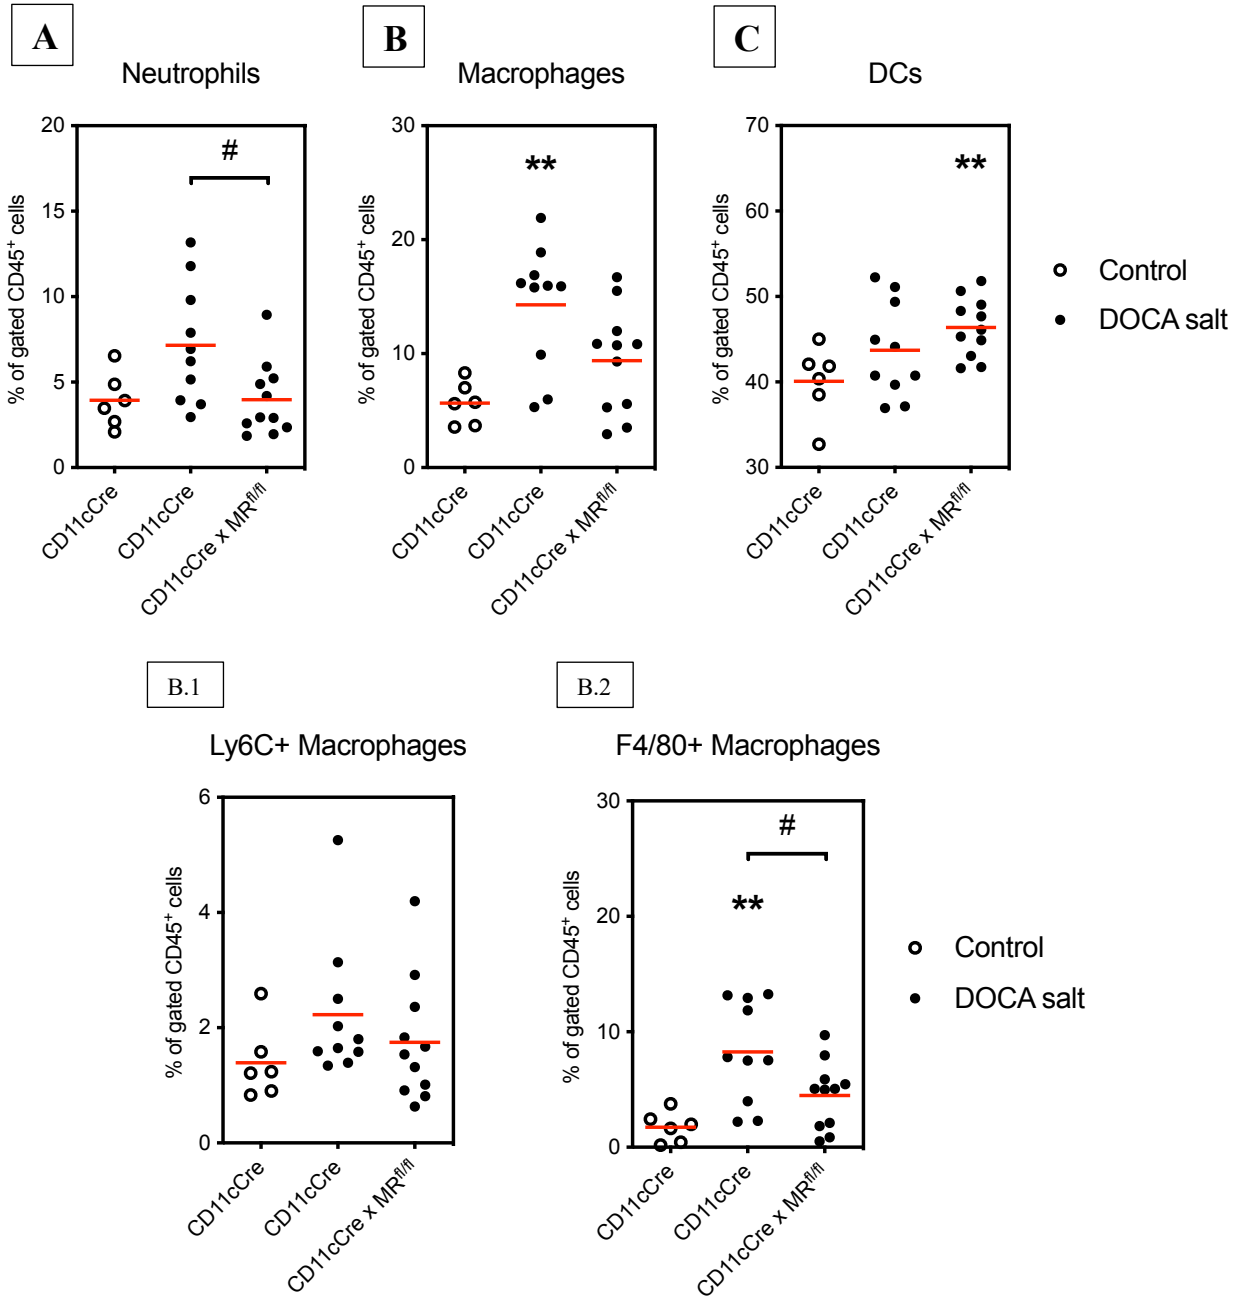 A
B
C
Neutrophils
Macrophages
DCs
20
15
10
5
0
% of gated CD45⁺ cells
#
CD11cCre
CD11cCre
CD11cCre x MRfl/fl
30
20
10
0
% of gated CD45⁺ cells
**
CD11cCre
CD11cCre
CD11cCre x MRfl/fl
70
60
50
40
30
% of gated CD45⁺ cells
**
CD11cCre
CD11cCre
CD11cCre x MRfl/fl
Control
DOCA salt
B.1
B.2
Ly6C+ Macrophages
F4/80+ Macrophages
6
4
2
0
% of gated CD45⁺ cells
CD11cCre
CD11cCre
CD11cCre x MRfl/fl
30
20
10
0
% of gated CD45⁺ cells
#
**
CD11cCre
CD11cCre
CD11cCre x MRfl/fl
Control
DOCA salt